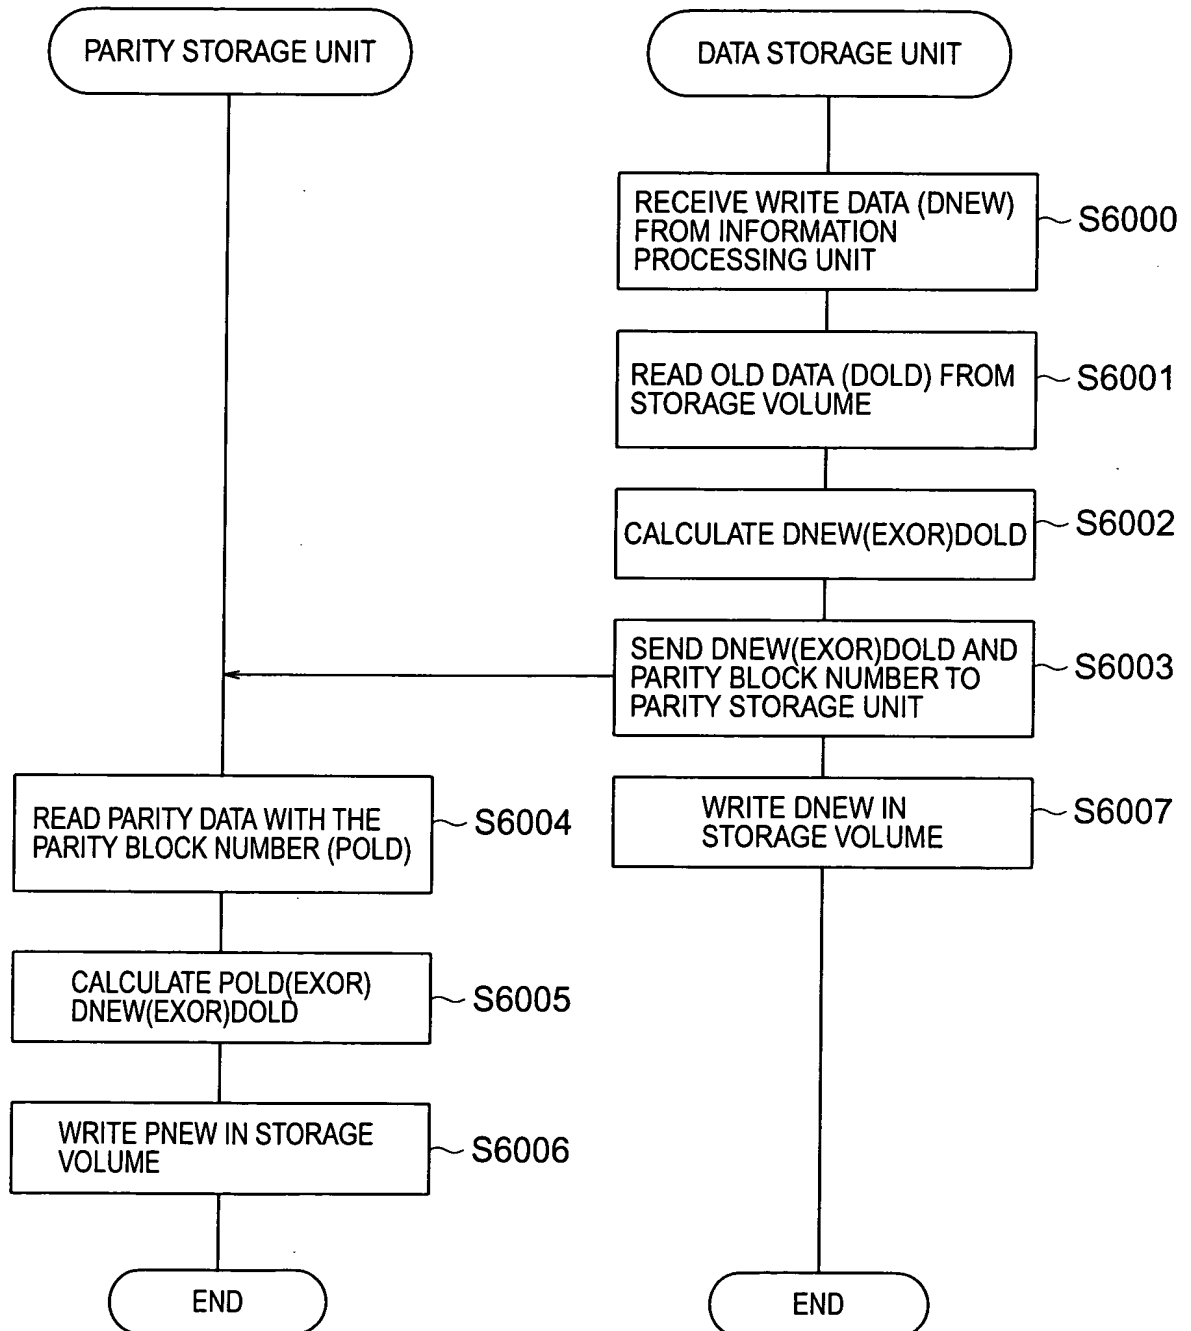 PARITY STORAGE UNIT
DATA STORAGE UNIT
RECEIVE WRITE DATA (DNEW)
FROM INFORMATION
PROCESSING UNIT
S6000
READ OLD DATA (DOLD) FROM
STORAGE VOLUME
S6001
CALCULATE DNEW(EXOR)DOLD
S6002
SEND DNEW(EXOR)DOLD AND
PARITY BLOCK NUMBER TO
PARITY STORAGE UNIT
S6003
READ PARITY DATA WITH THE
PARITY BLOCK NUMBER (POLD)
S6004
WRITE DNEW IN
STORAGE VOLUME
S6007
CALCULATE POLD(EXOR)
DNEW(EXOR)DOLD
S6005
WRITE PNEW IN STORAGE
VOLUME
S6006
END
END